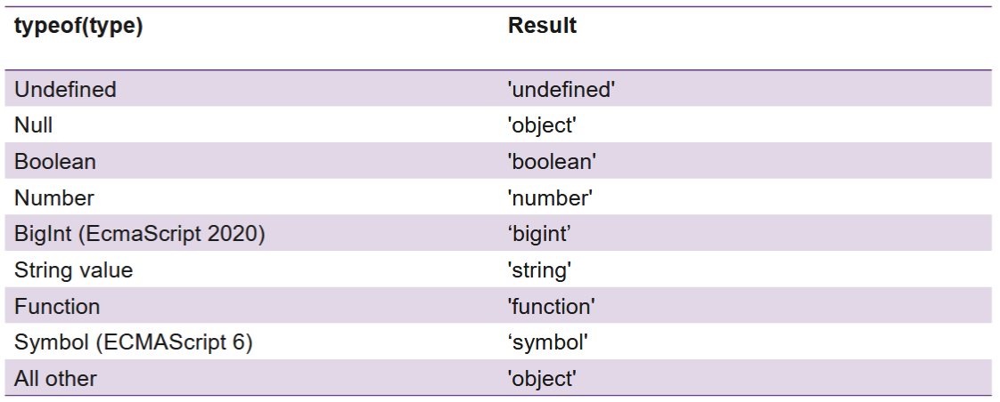 typeof(type) Result
Undefined 'undefined'
Null 'object'
Boolean 'boolean'
Number 'number'
BigInt (EcmaScript 2020) ‘bigint’
String value 'string'
Function 'function'
Symbol (ECMAScript 6) ‘symbol'
All other 'object'